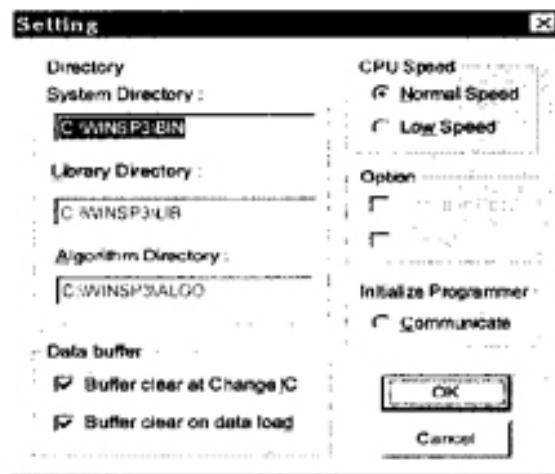 Setting
Directory
System Directory :
C:\WINSP3\BIN
Library Directory :
C:\WINSP3\LIB
Algorithm Directory :
C:\WINSP3\ALGO
Data buffer
Buffer clear at Change IC
Buffer clear on data load
CPU Speed
Normal Speed
Low Speed
Option
Initialize Programmer
Communicate
OK
Cancel